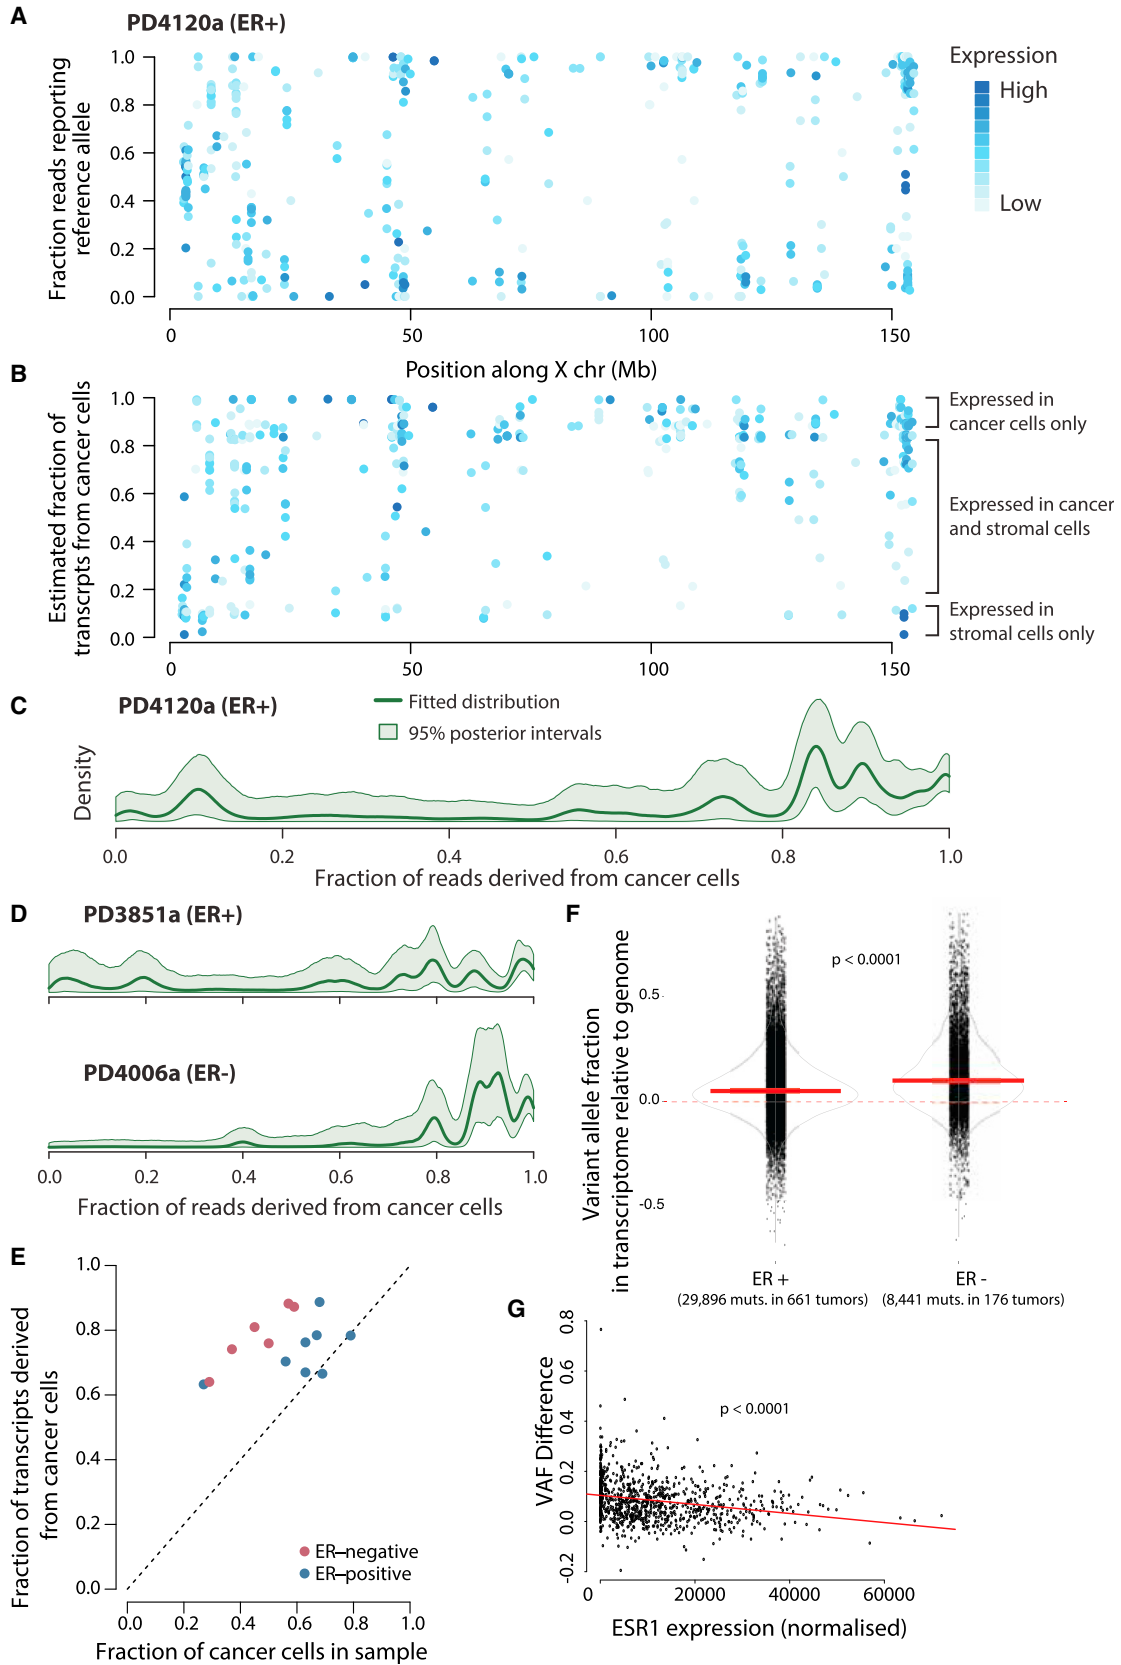 A
PD4120a (ER+)
Fraction reads reporting
reference allele
1.0
0.8
0.6
0.4
0.2
0.0
0
50
100
150
Position along X chr (Mb)
Expression
High
Low
B
Estimated fraction of
transcrpts from cancer cells
1.0
0.8
0.6
0.4
0.2
0.0
0
50
100
150
Expressed in
cancer cells only
Expressed in cancer
and stromal cells
Expressed in
stromal cells only
C
PD4120a (ER+)
Fitted distribution
95% posterior intervals
Density
0.0
0.2
0.4
0.6
0.8
1.0
Fraction of reads derived from cancer cells
D
PD3851a (ER+)
PD4006a (ER-)
0.0
0.2
0.4
0.6
0.8
1.0
Fraction of reads derived from cancer cells
E
Fraction of transcripts derived
from cancer cells
1.0
0.8
0.6
0.4
0.2
0.0
0.0
0.2
0.4
0.6
0.8
1.0
ER–negative
ER–positive
Fraction of cancer cells in sample
F
Variant allele fraction
in transcriptome relative to genome
p < 0.0001
0.5
0.0
-0.5
ER +
(29,896 muts. in 661 tumors)
ER -
(8,441 muts. in 176 tumors)
G
VAF Difference
0.8
0.6
0.4
0.2
0.0
-0.2
p < 0.0001
0
20000
40000
60000
ESR1 expression (normalised)